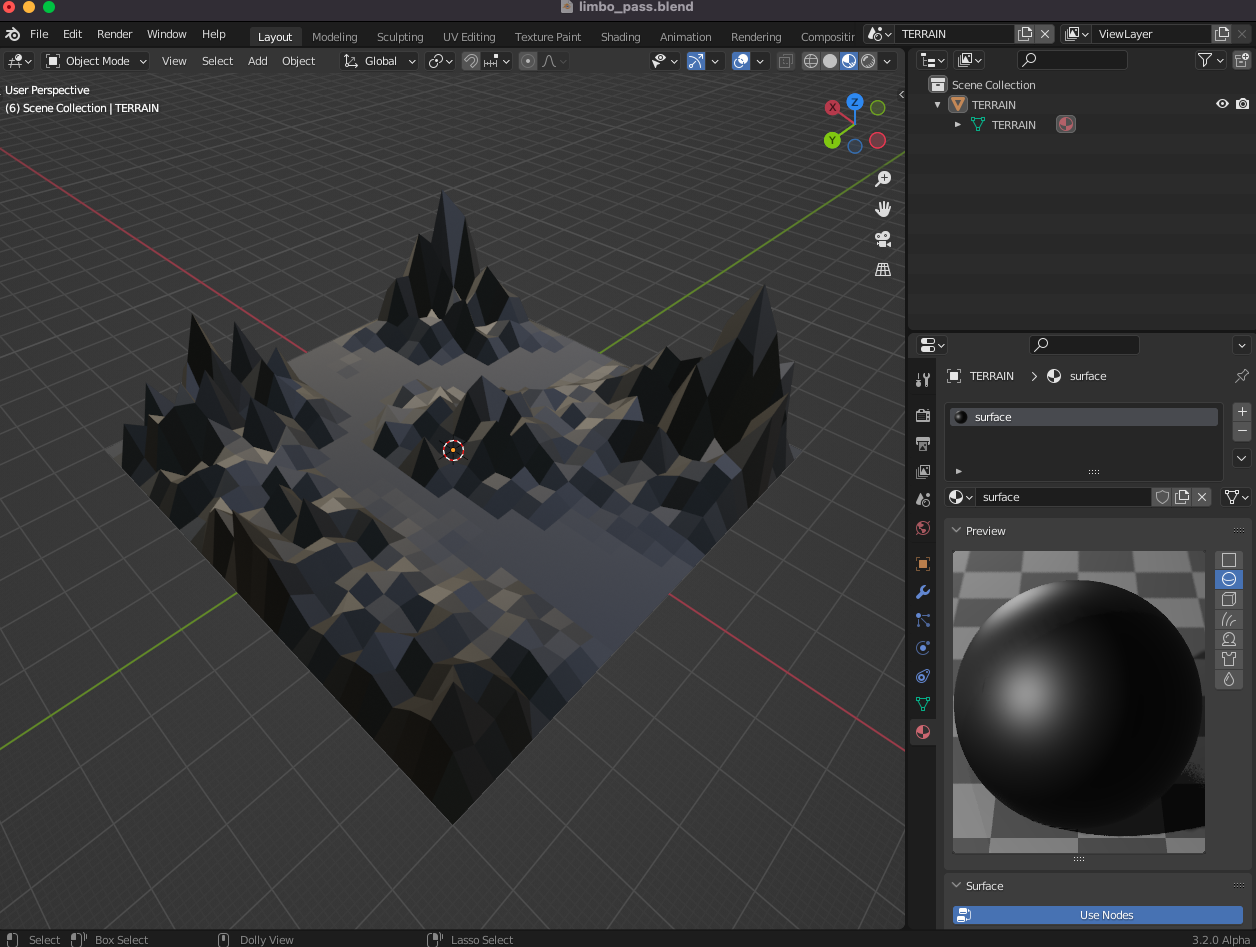 limbo_pass.blend
File Edit Render Window Help Layout Modeling Sculpting UV Editing Texture Paint Shading Animation Rendering Compositir TERRAIN ViewLayer
Object Mode View Select Add Object Global
User Perspective
(6) Scene Collection | TERRAIN
X Z
Y
Scene Collection
TERRAIN
TERRAIN
TERRAIN surface
surface
surface
Preview
Surface
Use Nodes
Select Box Select Dolly View Lasso Select 3.2.0 Alpha